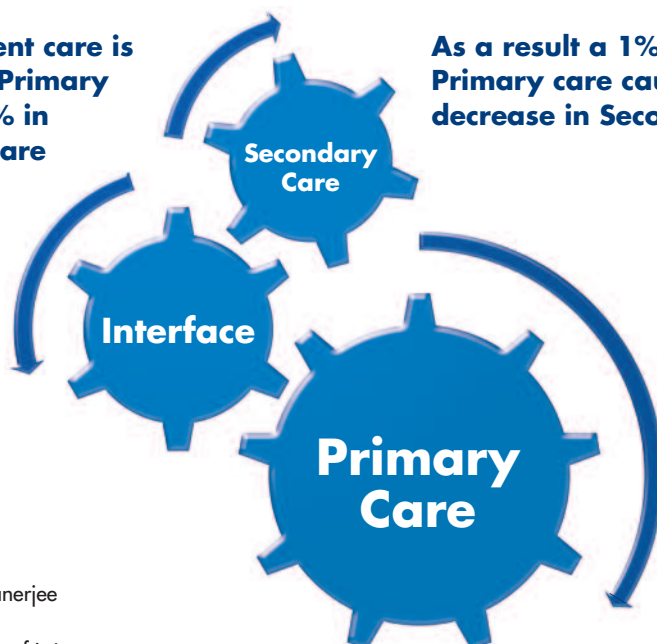 ent care is
Primary
% in
are
As a result a 1%
Primary care cau
decrease in Seco
Secondary
Care
Interface
Primary
Care
anerjee